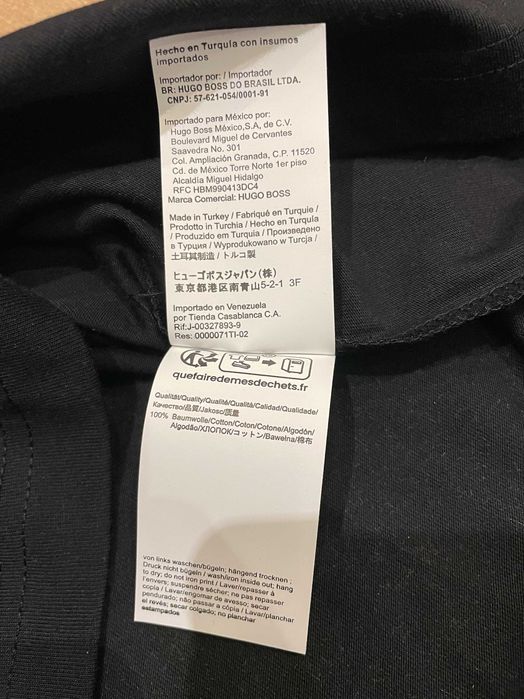 Hecho en Turquía con insumos
importados
Importador por: / Importador
BR: HUGO BOSS DO BRASIL LTDA.
CNPJ: 57-621-054/0001-91
Importado para México por:
Hugo Boss México,S.A, de C.V.
Boulevard Miguel de Cervantes
Saavedra No. 301
Col. Ampliación Granada, C.P. 11520
Cd. de México Torre Norte 1er piso
Alcaldía Miguel Hidalgo
RFC HBM990413DC4
Marca Comercial: HUGO BOSS
Made in Turkey / Fabriqué en Turquie /
Prodotto in Turchia / Hecho en Turquía
/ Produzido em Turquia / Произведено
в Турция / Wyprodukowano w Turcja /
土耳其制造 / トルコ製
ヒューゴボスジャパン(株)
東京都港区南青山5-2-1 3F
Importado en Venezuela
por Tienda Casablanca C.A.
Rif:J-00327893-9
Res: 0000071TI-02
quefairedemesdechets.fr
Qualität/Quality/Qualité/Qualità/Calidad/Qualidade/
Качество/品質/Jakosc/质量
100% Baumwolle/Cotton/Coton/Cotone/Algodón/
Algodão/ХЛОПОК/コットン/Bawełna/棉布
von links waschen/bügeln; hängend trocknen ;
Druck nicht bügeln / wash/iron inside out; hang
to dry; do not iron print / Laver/repasser à
l'envers; suspendre sécher; ne pas repasser
cópia / Lavar/engomar de avesso; secar
pendurado; não passar a cópia / Lavar/planchar
el revés; secar colgado; no planchar
estampados